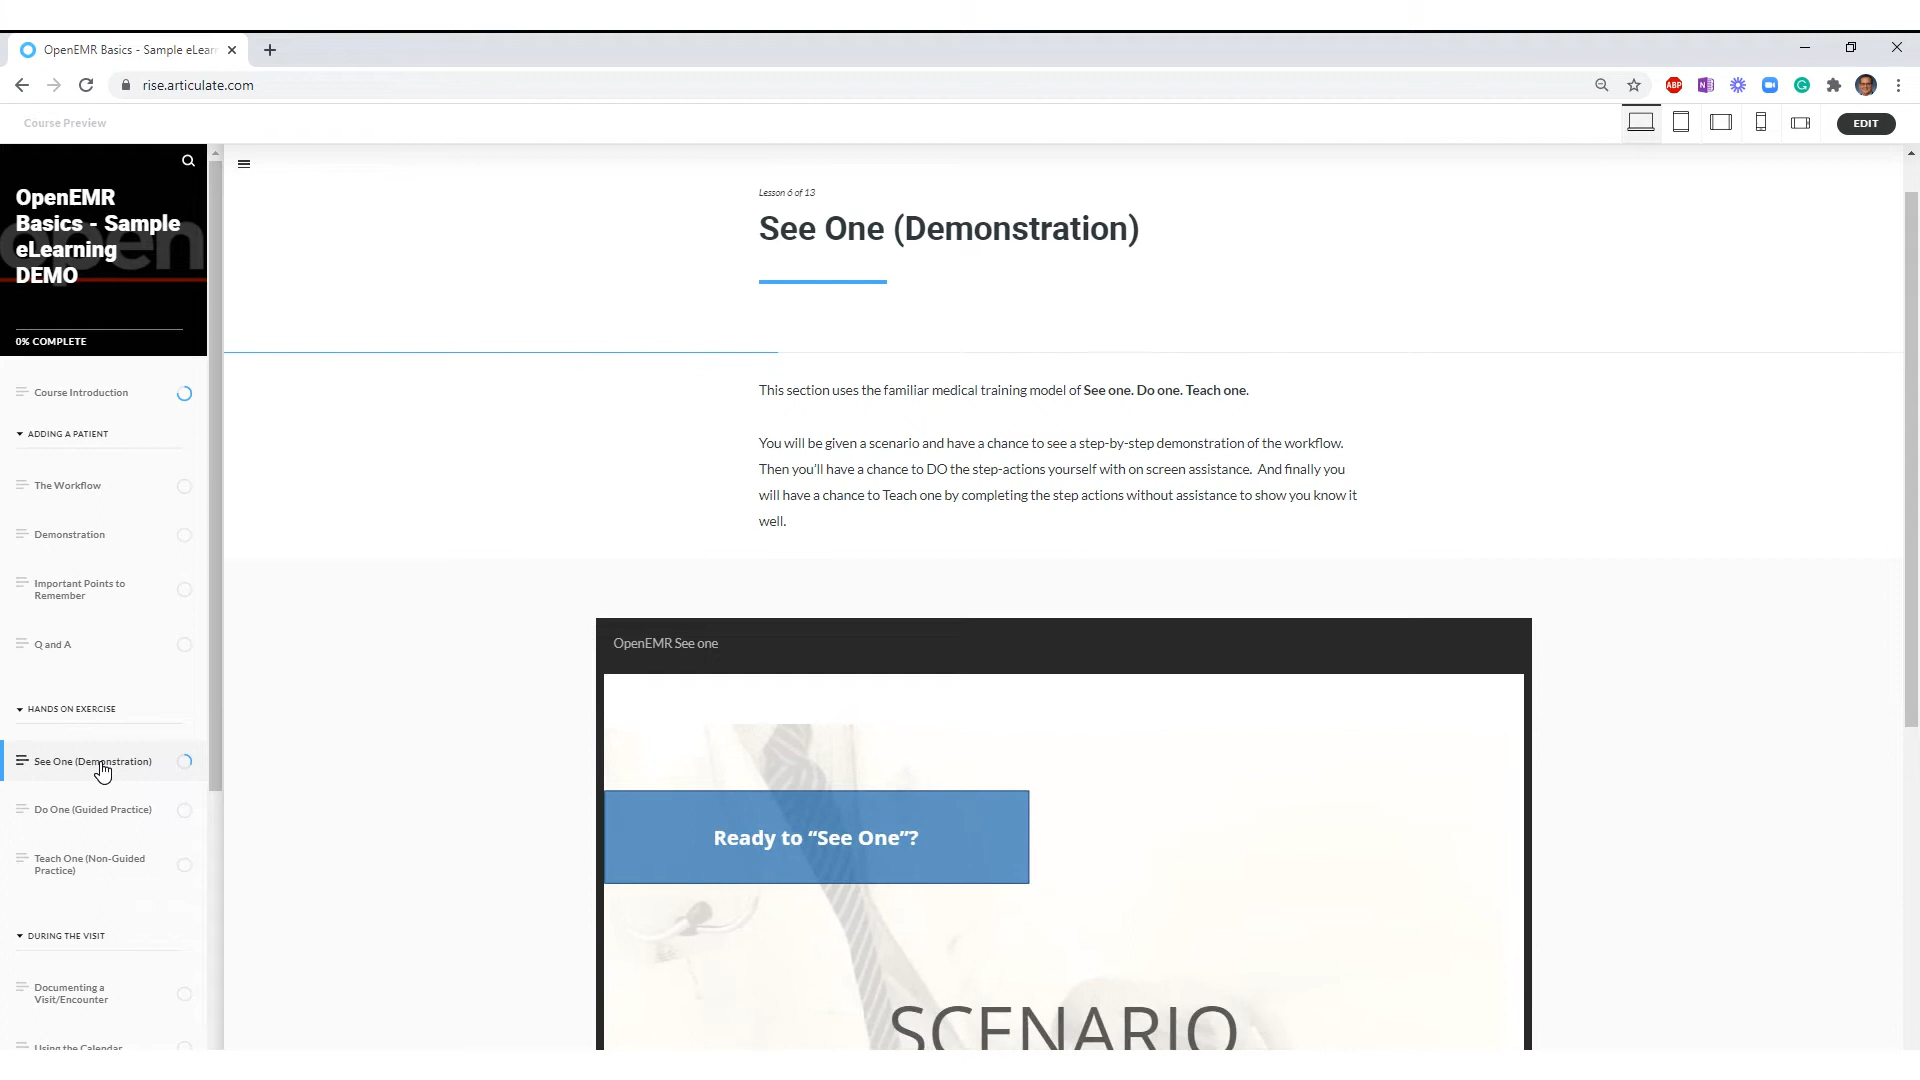 OpenEMR Basics - Sample eLear
rise.articulate.com
ABP
Course Preview
EDIT
OpenEMR
Basics - Sample
eLearning
DEMO
open
0% COMPLETE
Course Introduction
ADDING A PATIENT
The Workflow
Demonstration
Important Points to
Remember
Q and A
HANDS ON EXERCISE
See One (Demonstration)
Do One (Guided Practice)
Teach One (Non-Guided
Practice)
DURING THE VISIT
Documenting a
Visit/Encounter
Using the Calendar
Lesson 6 of 13
See One (Demonstration)
This section uses the familiar medical training model of See one. Do one. Teach one.
You will be given a scenario and have a chance to see a step-by-step demonstration of the workflow.
Then you'll have a chance to DO the step-actions yourself with on screen assistance. And finally you
will have a chance to Teach one by completing the step actions without assistance to show you know it
well.
OpenEMR See one
Ready to “See One”?
SCENARIO